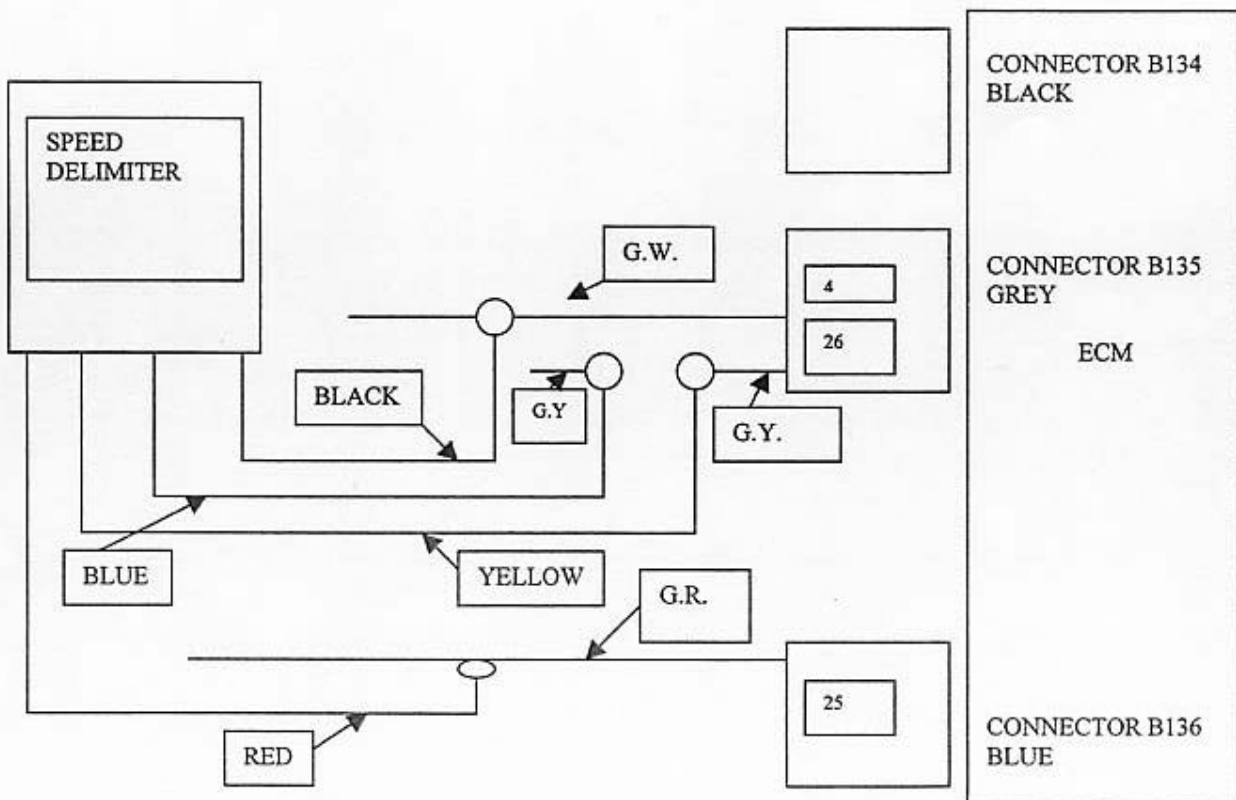 CONNECTOR B134
BLACK
SPEED
DELIMITER
G.W.
4
26
CONNECTOR B135
GREY
ECM
BLACK
G.Y
G.Y.
BLUE
YELLOW
G.R.
25
RED
CONNECTOR B136
BLUE